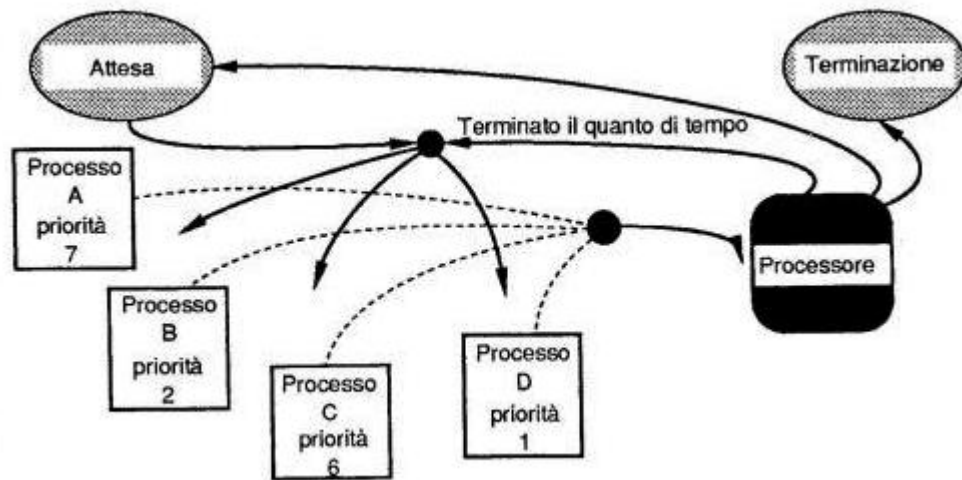 Attesa
Terminazione
Terminato il quanto di tempo
Processo
A
priorità
7
Processo
B
priorità
2
Processo
C
priorità
6
Processo
D
priorità
1
Processore